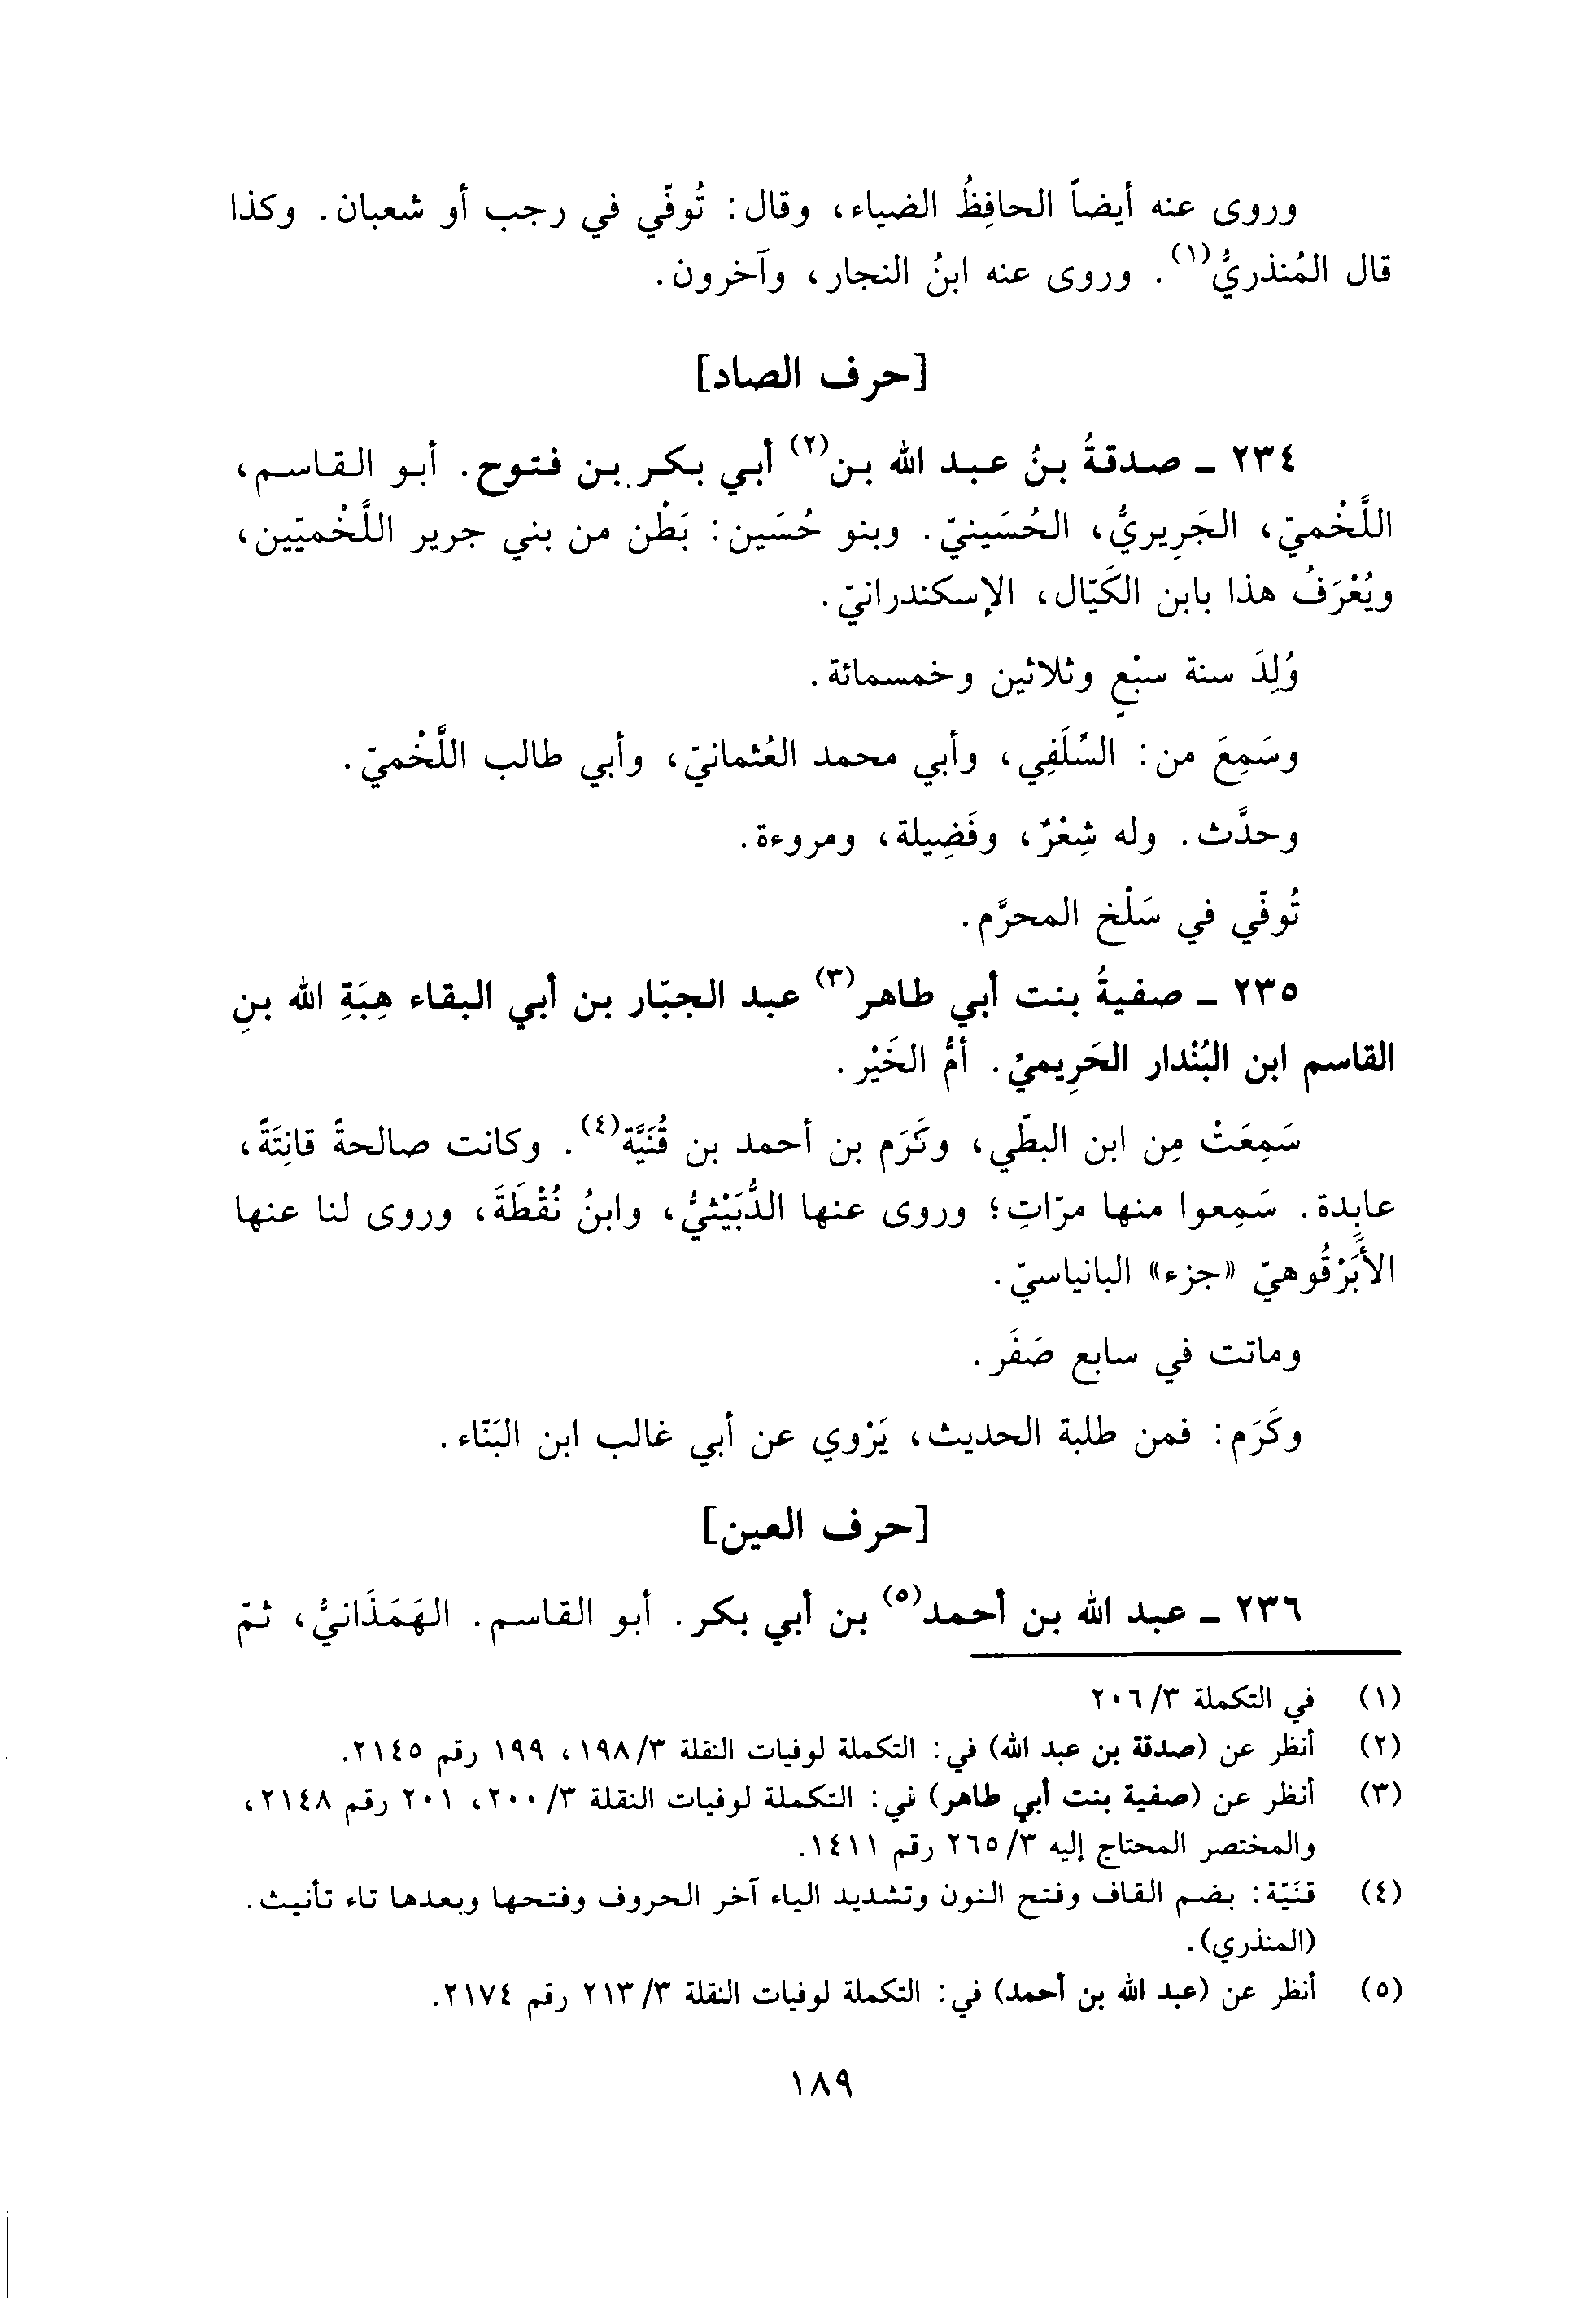 وروى عنه أيضاً الحافِظُ الضياء، وقال: تُوفّي في رجب أو شعبان. وكذا
قال المُنذريُّ(١). وروى عنه ابنُ النجار، وآخرون.
[حرف الصاد]
٢٣٤ ـ صدقةُ بنُ عبد الله بن(٢) أبي بكر بن فتوح. أبو القاسم،
اللَّخْميّ، الجَرِيريُّ، الحُسَينيّ. وبنو حُسَين: بَطْن من بني جرير اللَّخْميّين،
ويُعْرَفُ هذا بابن الكَيّال، الإسكندرانيّ.
وُلِدَ سنة سبْعٍ وثلاثين وخمسمائة.
وسَمِعَ من: السِّلَفِي، وأبي محمد العُثمانيّ، وأبي طالب اللَّخْميّ.
وحدَّث. وله شِعْرٌ، وفَضِيلة، ومروءة.
تُوفّي في سَلْخ المحرَّم.
٢٣٥ ـ صفيةُ بنت أبي طاهر(٣) عبد الجبّار بن أبي البقاء هِبَةِ الله بنِ
القاسم ابن البُنْدار الحَرِيميّ. أمُّ الخَيْر.
سَمِعَتْ مِن ابن البطّي، وكَرَم بن أحمد بن قُنَيَّة(٤). وكانت صالحةً قانِتَةً،
عابِدة. سَمِعوا منها مرّاتٍ؛ وروى عنها الدُّبَيْثيُّ، وابنُ نُقْطَةَ، وروى لنا عنها
الأَبَرْقُوهيّ «جزء» البانياسيّ.
وماتت في سابع صَفَر.
وكَرَم: فمن طلبة الحديث، يَرْوي عن أبي غالب ابن البَنّاء.
[حرف العين]
٢٣٦ ـ عبد الله بن أحمد(٥) بن أبي بكر. أبو القاسم. الهَمَذَانيُّ، ثمّ
(١) في التكملة ٣/٢٠٦
(٢) أنظر عن (صدقة بن عبد الله) في: التكملة لوفيات النقلة ٣/١٩٨، ١٩٩ رقم ٢١٤٥.
(٣) أنظر عن (صفية بنت أبي طاهر) في: التكملة لوفيات النقلة ٣/٢٠٠، ٢٠١ رقم ٢١٤٨،
والمختصر المحتاج إليه ٣/٢٦٥ رقم ١٤١١.
(٤) قنَيّة: بضم القاف وفتح النون وتشديد الياء آخر الحروف وفتحها وبعدها تاء تأنيث.
(المنذري).
(٥) أنظر عن (عبد الله بن أحمد) في: التكملة لوفيات النقلة ٣/٢١٣ رقم ٢١٧٤.
١٨٩